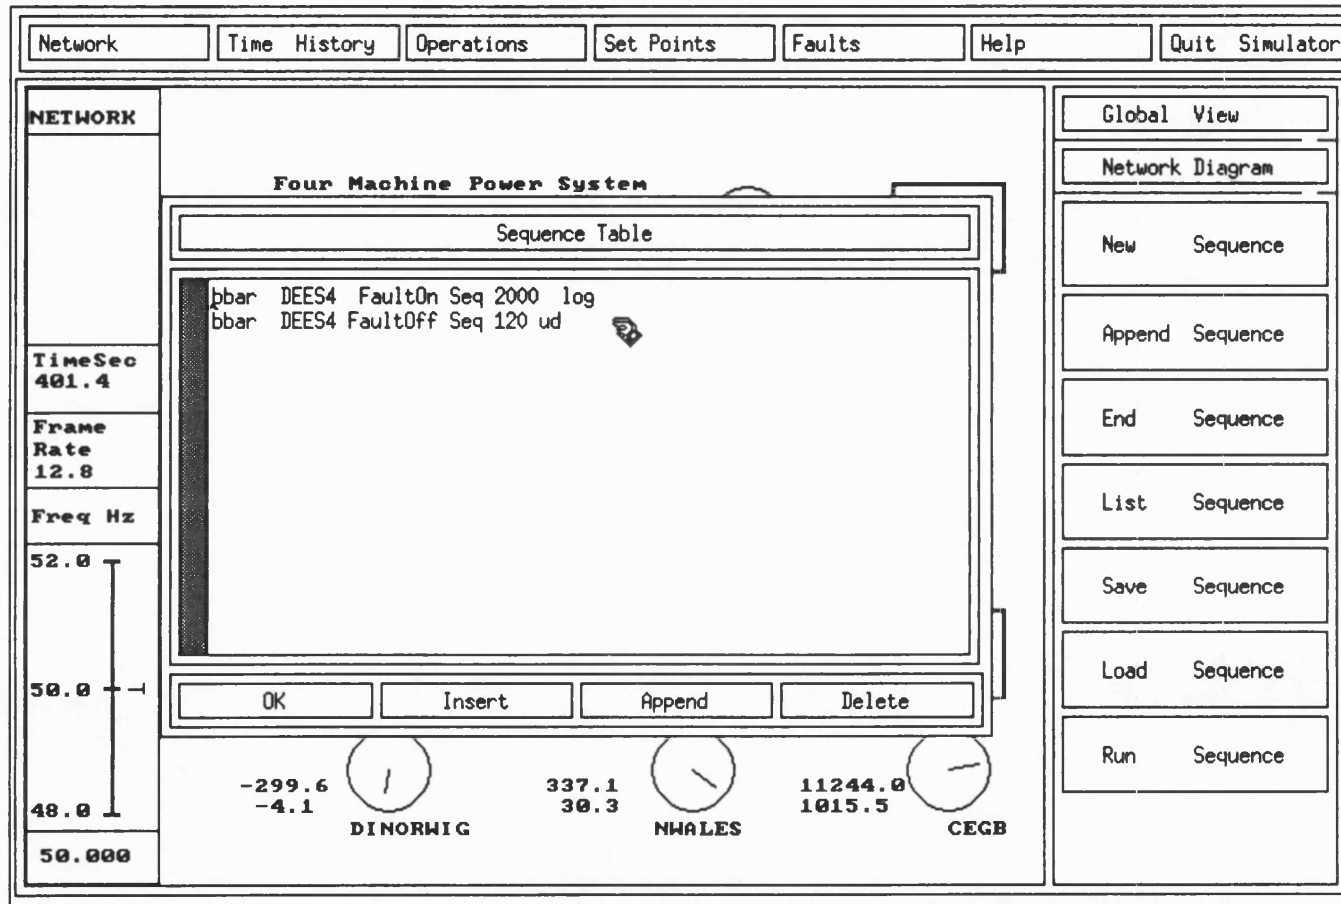 Network
Time History
Operations
Set Points
Faults
Help
Quit Simulator
NETWORK
TimeSec
401.4
Frame
Rate
12.8
Freq Hz
52.0
50.0
48.0
50.000
Four Machine Power System
Sequence Table
bbar DEES4 FaultOn Seq 2000 log
bbar DEES4 FaultOff Seq 120 ud
OK
Insert
Append
Delete
-299.6
-4.1
DINORWIG
337.1
30.3
NWALES
11244.0
1015.5
CEGB
Global View
Network Diagram
New Sequence
Append Sequence
End Sequence
List Sequence
Save Sequence
Load Sequence
Run Sequence